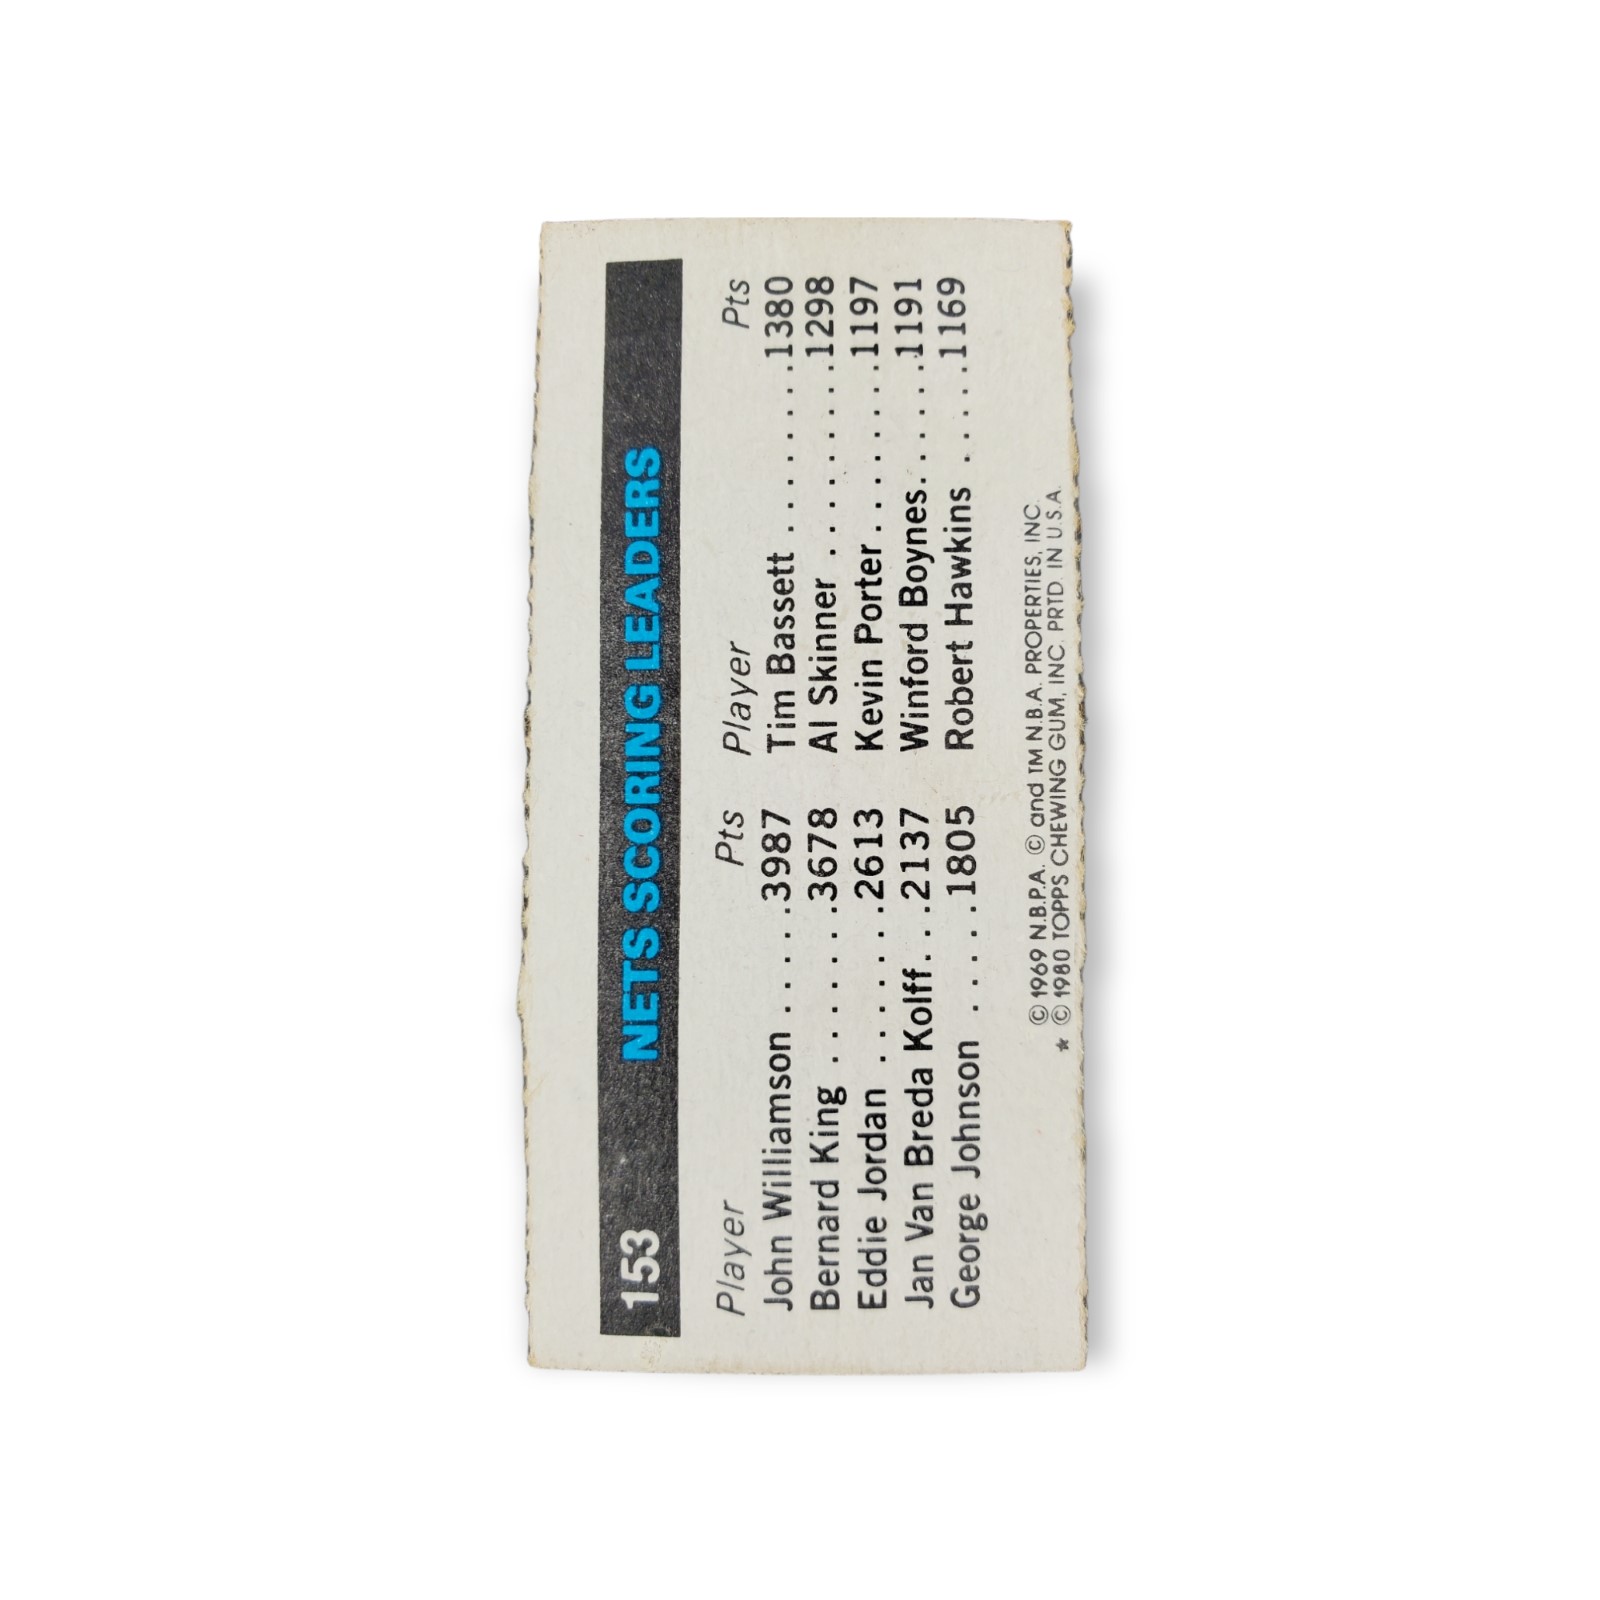 153 NETS SCORING LEADERS
Player Pts Player Pts
John Williamson . . . . .3987 Tim Bassett . . . . . . . .1380
Bernard King . . . . . . .3678 Al Skinner . . . . . . . . .1298
Eddie Jordan . . . . . . .2613 Kevin Porter . . . . . . . .1197
Jan Van Breda Kolff. . .2137 Winford Boynes. . . . . .1191
George Johnson . . . . .1805 Robert Hawkins . . . . .1169
© 1969 N.B.P.A. © and TM N.B.A. PROPERTIES, INC.
★ © 1980 TOPPS CHEWING GUM, INC. PRTD. IN U.S.A.